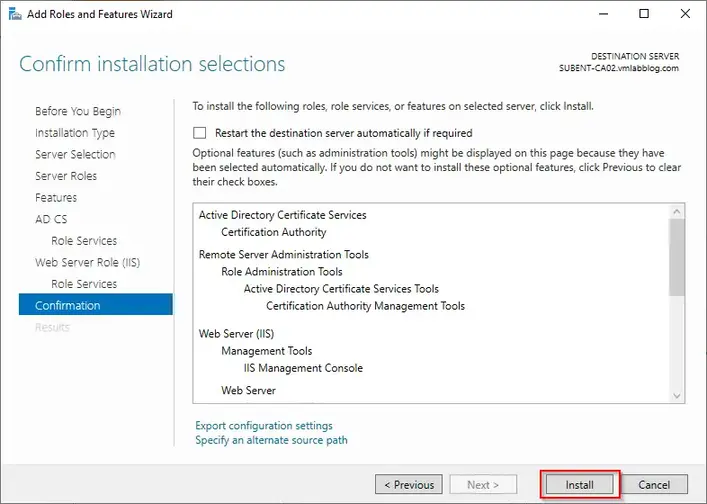 Add Roles and Features Wizard
Confirm installation selections
DESTINATION SERVER
SUBENT-CA02.vmlabblog.com
Before You Begin
Installation Type
Server Selection
Server Roles
Features
AD CS
Role Services
Web Server Role (IIS)
Role Services
Confirmation
Results
To install the following roles, role services, or features on selected server, click Install.
Restart the destination server automatically if required
Optional features (such as administration tools) might be displayed on this page because they have
been selected automatically. If you do not want to install these optional features, click Previous to clear
their check boxes.
Active Directory Certificate Services
Certification Authority
Remote Server Administration Tools
Role Administration Tools
Active Directory Certificate Services Tools
Certification Authority Management Tools
Web Server (IIS)
Management Tools
IIS Management Console
Web Server
Export configuration settings
Specify an alternate source path
< Previous
Next >
Install
Cancel